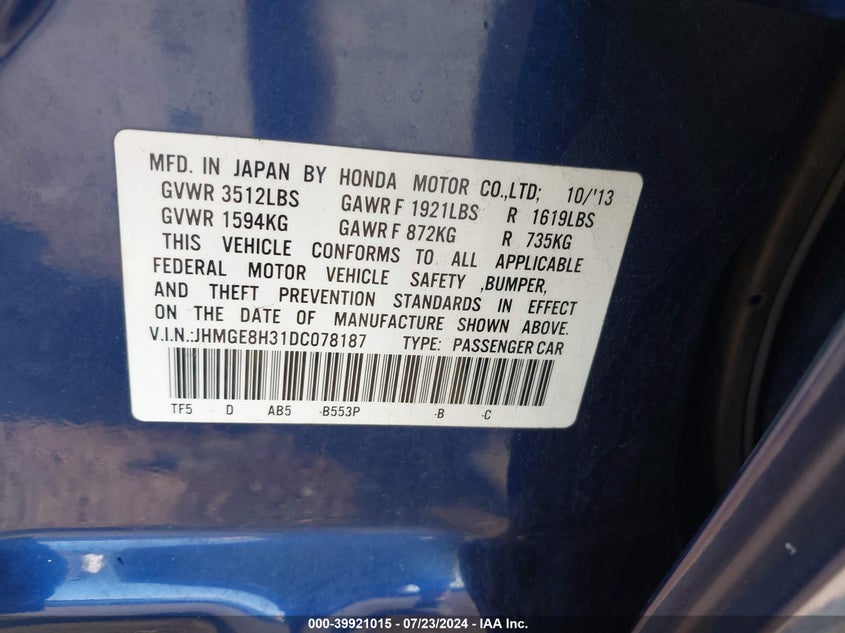 MFD. IN JAPAN BY HONDA MOTOR CO.,LTD; 10/'13
GVWR 3512LBS GAWR F 1921LBS R 1619LBS
GVWR 1594KG GAWR F 872KG R 735KG
THIS VEHICLE CONFORMS TO ALL APPLICABLE
FEDERAL MOTOR VEHICLE SAFETY ,BUMPER,
AND THEFT PREVENTION STANDARDS IN EFFECT
ON THE DATE OF MANUFACTURE SHOWN ABOVE.
V.I.N.:JHMGE8H31DC078187 TYPE: PASSENGER CAR
TF5 D AB5 -B553P -B -C
000-39921015 / 07/23/2024 - IAA Inc.